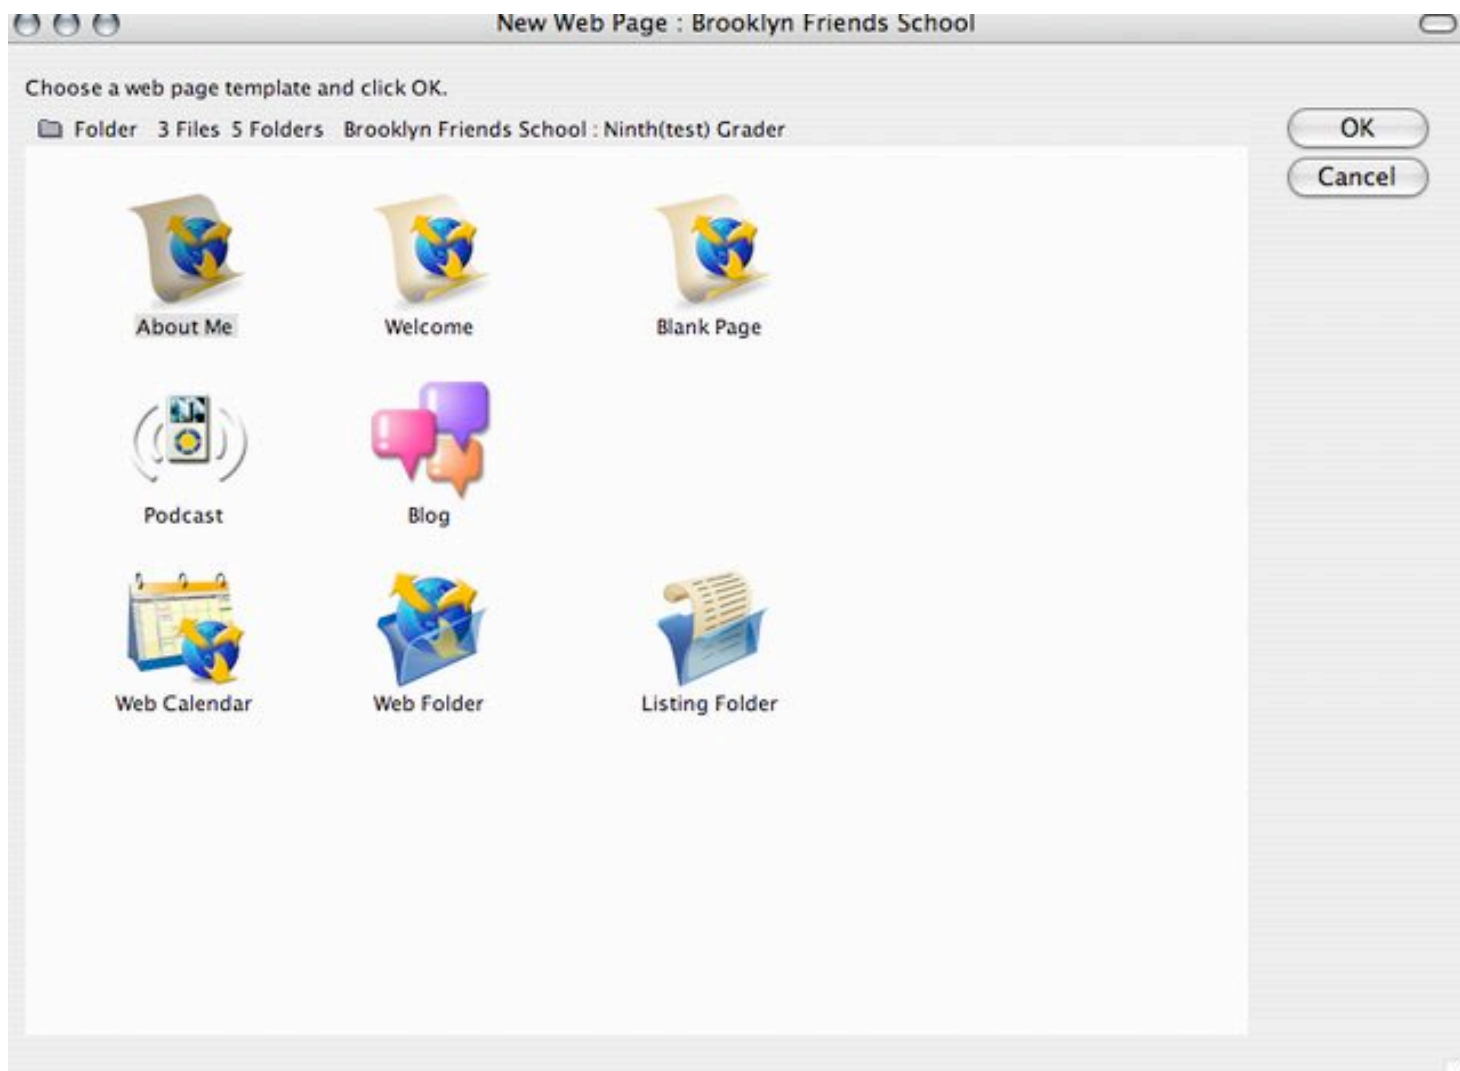 New Web Page : Brooklyn Friends School
Choose a web page template and click OK.
Folder 3 Files 5 Folders Brooklyn Friends School : Ninth(test) Grader
OK
Cancel
About Me Welcome Blank Page
Podcast Blog
Web Calendar Web Folder Listing Folder